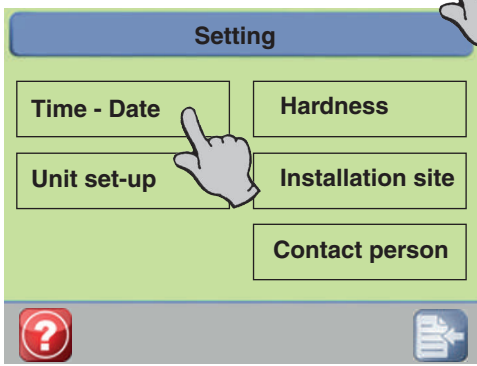 Setting
Time - Date
Hardness
Unit set-up
Installation site
Contact person
?